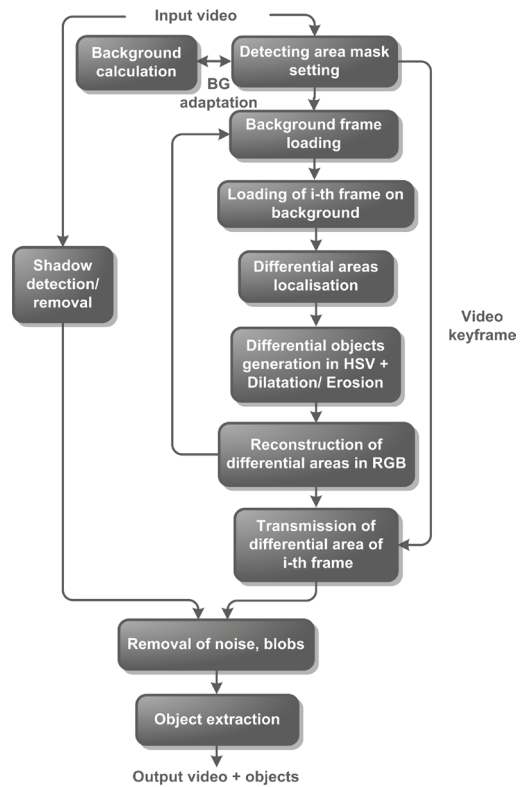 Input video
Background
calculation
Detecting area mask
setting
BG
adaptation
Background frame
loading
Loading of i-th frame on
background
Shadow
detection/
removal
Differential areas
localisation
Video
keyframe
Differential objects
generation in HSV +
Dilatation/ Erosion
Reconstruction of
differential areas in RGB
Transmission of
differential area of
i-th frame
Removal of noise, blobs
Object extraction
Output video + objects